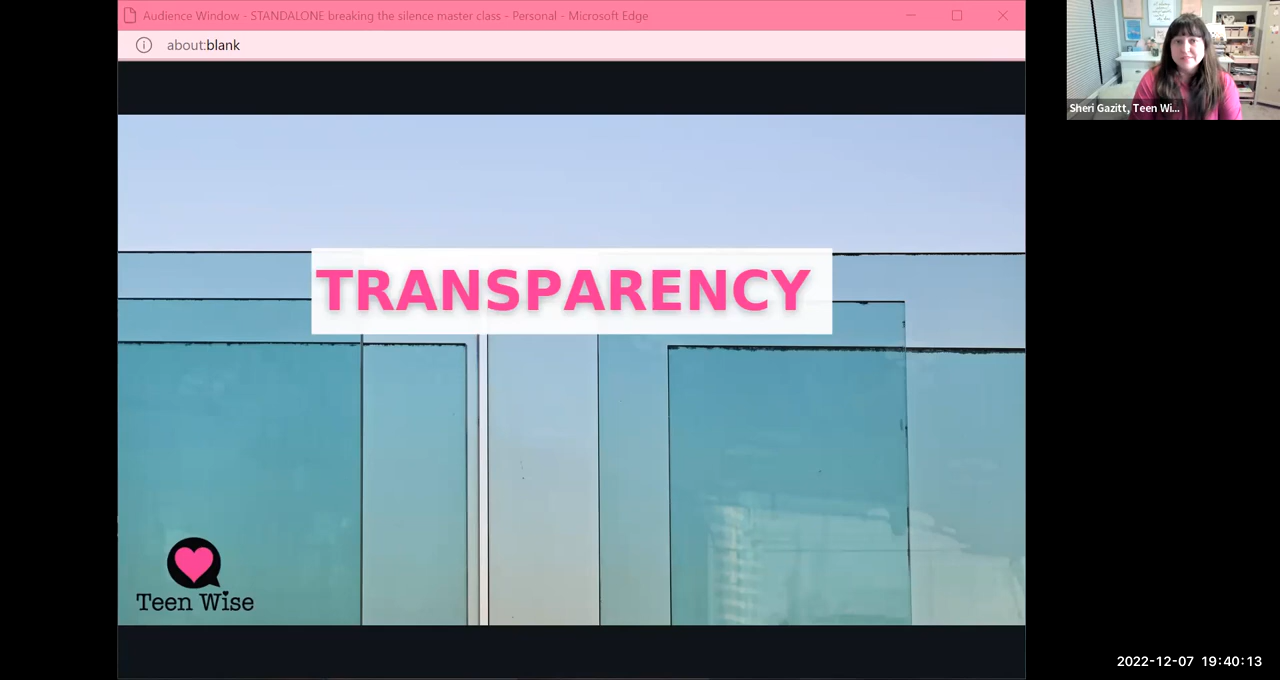 Audience Window - STANDALONE breaking the silence master class - Personal - Microsoft Edge
about:blank
Sheri Gazitt, Teen Wi...
TRANSPARENCY
Teen Wise
2022-12-07 19:40:13